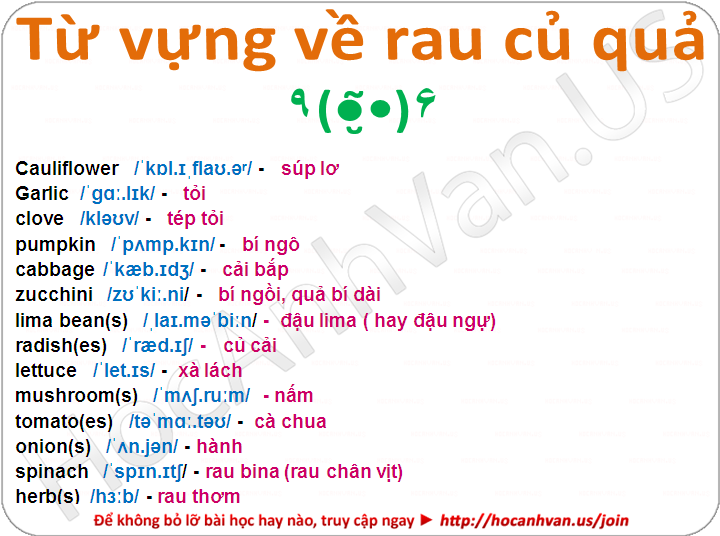 Từ vựng về rau củ quả
٩(●̮̃•)۶
Cauliflower /ˈkɒl.ɪˌflaʊ.əʳ/ - súp lơ
Garlic /ˈgɑː.lɪk/ - tỏi
clove /kləʊv/ - tép tỏi
pumpkin /ˈpʌmp.kɪn/ - bí ngô
cabbage /ˈkæb.ɪdʒ/ - cải bắp
zucchini /zʊˈkiː.ni/ - bí ngồi, quả bí dài
lima bean(s) /ˌlaɪ.məˈbiːn/ - đậu lima ( hay đậu ngự)
radish(es) /ˈræd.ɪʃ/ - củ cải
lettuce /ˈlet.ɪs/ - xà lách
mushroom(s) /ˈmʌʃ.ruːm/ - nấm
tomato(es) /təˈmɑː.təʊ/ - cà chua
onion(s) /ˈʌn.jən/ - hành
spinach /ˈspɪn.ɪtʃ/ - rau bina (rau chân vịt)
herb(s) /hɜːb/ - rau thơm
Để không bỏ lỡ bài học hay nào, truy cập ngay ► http://hocanhvan.us/join
HocAnhVan.US